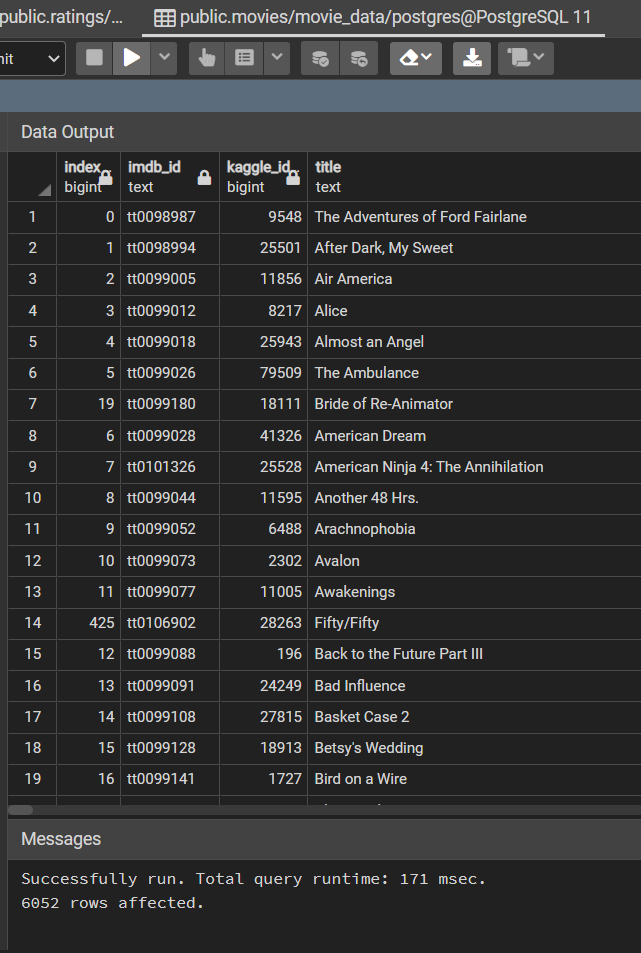 public.ratings/... public.movies/movie_data/postgres@PostgreSQL 11
Data Output
index imdb_id kaggle_id title
bigint text bigint text
1 0 tt0098987 9548 The Adventures of Ford Fairlane
2 1 tt0098994 25501 After Dark, My Sweet
3 2 tt0099005 11856 Air America
4 3 tt0099012 8217 Alice
5 4 tt0099018 25943 Almost an Angel
6 5 tt0099026 79509 The Ambulance
7 19 tt0099180 18111 Bride of Re-Animator
8 6 tt0099028 41326 American Dream
9 7 tt0101326 25528 American Ninja 4: The Annihilation
10 8 tt0099044 11595 Another 48 Hrs.
11 9 tt0099052 6488 Arachnophobia
12 10 tt0099073 2302 Avalon
13 11 tt0099077 11005 Awakenings
14 425 tt0106902 28263 Fifty/Fifty
15 12 tt0099088 196 Back to the Future Part III
16 13 tt0099091 24249 Bad Influence
17 14 tt0099108 27815 Basket Case 2
18 15 tt0099128 18913 Betsy's Wedding
19 16 tt0099141 1727 Bird on a Wire
Messages
Successfully run. Total query runtime: 171 msec.
6052 rows affected.